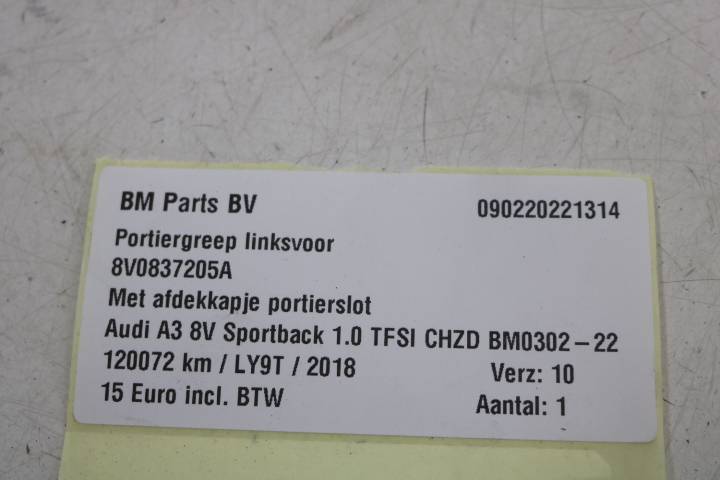 BM Parts BV 090220221314
Portiergreep linksvoor
8V0837205A
Met afdekkapje portierslot
Audi A3 8V Sportback 1.0 TFSI CHZD BM0302-22
120072 km / LY9T / 2018 Verz: 10
15 Euro incl. BTW Aantal: 1